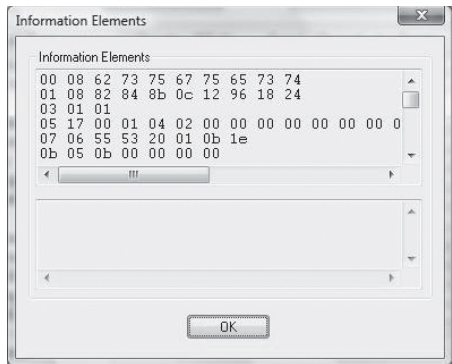 Information Elements
Information Elements
00 08 62 73 75 67 75 65 73 74
01 08 82 84 8b 0c 12 96 18 24
03 01 01
05 17 00 01 04 02 00 00 00 00 00 00 00 0
07 06 55 53 20 01 0b 1e
0b 05 0b 00 00 00 00
OK